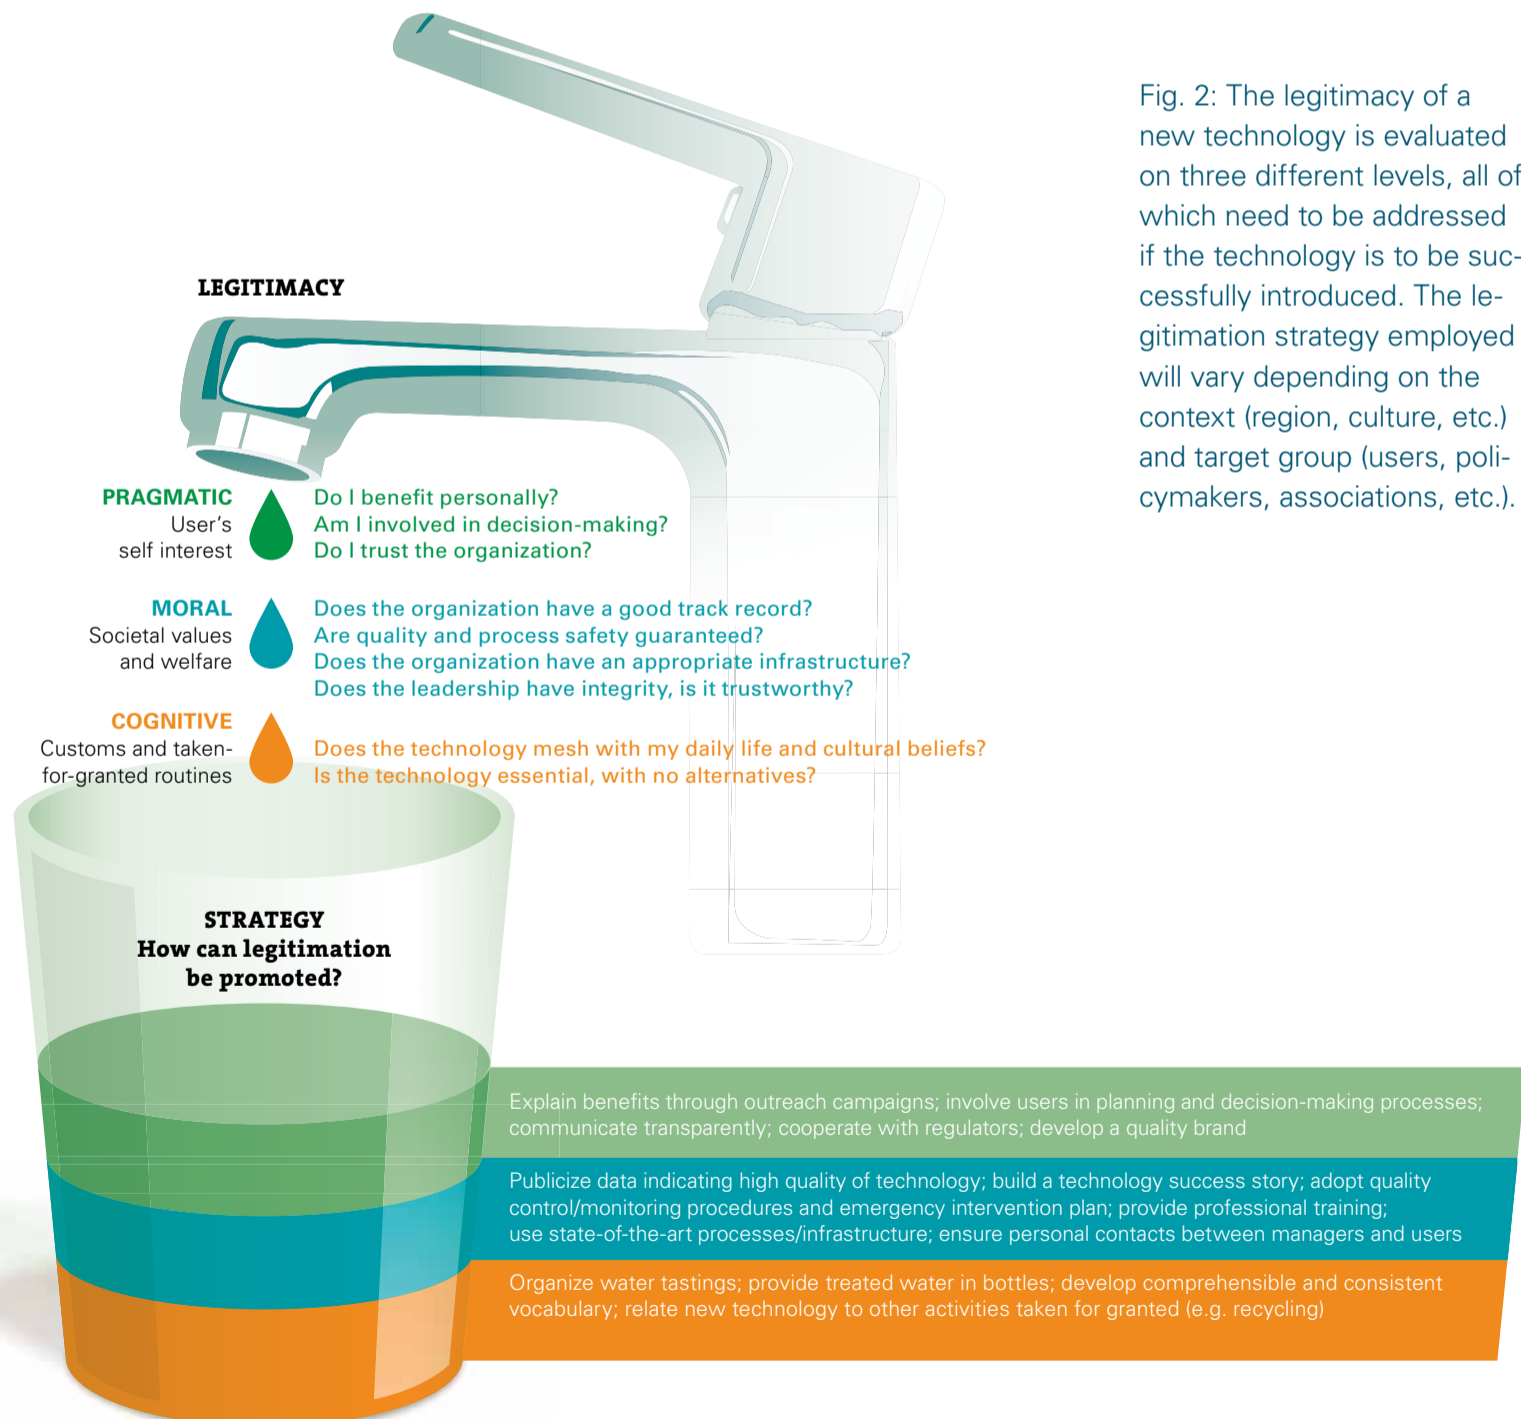 Fig. 2: The legitimacy of a
new technology is evaluated
on three different levels, all of
which need to be addressed
if the technology is to be suc-
cessfully introduced. The le-
gitimation strategy employed
will vary depending on the
context (region, culture, etc.)
and target group (users, poli-
cymakers, associations, etc.).
LEGITIMACY
PRAGMATIC
User's
self interest
Do I benefit personally?
Am I involved in decision-making?
Do I trust the organization?
MORAL
Societal values
and welfare
Does the organization have a good track record?
Are quality and process safety guaranteed?
Does the organization have an appropriate infrastructure?
Does the leadership have integrity, is it trustworthy?
COGNITIVE
Customs and taken-
for-granted routines
Does the technology mesh with my daily life and cultural beliefs?
Is the technology essential, with no alternatives?
STRATEGY
How can legitimation
be promoted?
Explain benefits through outreach campaigns; involve users in planning and decision-making processes;
communicate transparently; cooperate with regulators; develop a quality brand
Publicize data indicating high quality of technology; build a technology success story; adopt quality
control/monitoring procedures and emergency intervention plan; provide professional training;
use state-of-the-art processes/infrastructure; ensure personal contacts between managers and users
Organize water tastings; provide treated water in bottles; develop comprehensible and consistent
vocabulary; relate new technology to other activities taken for granted (e.g. recycling)